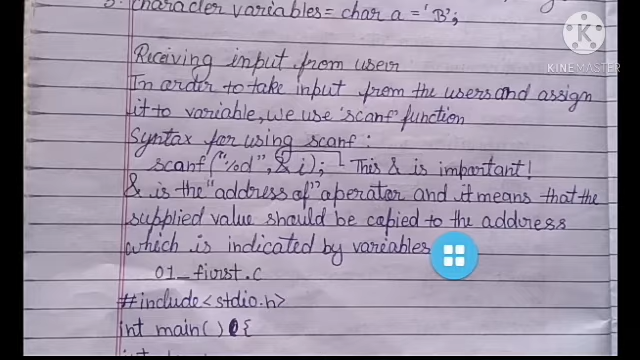 3. Character variables = char a = 'B';
KINEMASTER
Receiving input from user
In order to take input from the users and assign
it to variable, we use 'scanf' function
Syntax for using scanf:
scanf("%d", &i); - This & is important!
& is the "address of" operator and it means that the
supplied value should be copied to the address
which is indicated by variables
01_first.c
#include<stdio.h>
int main() {